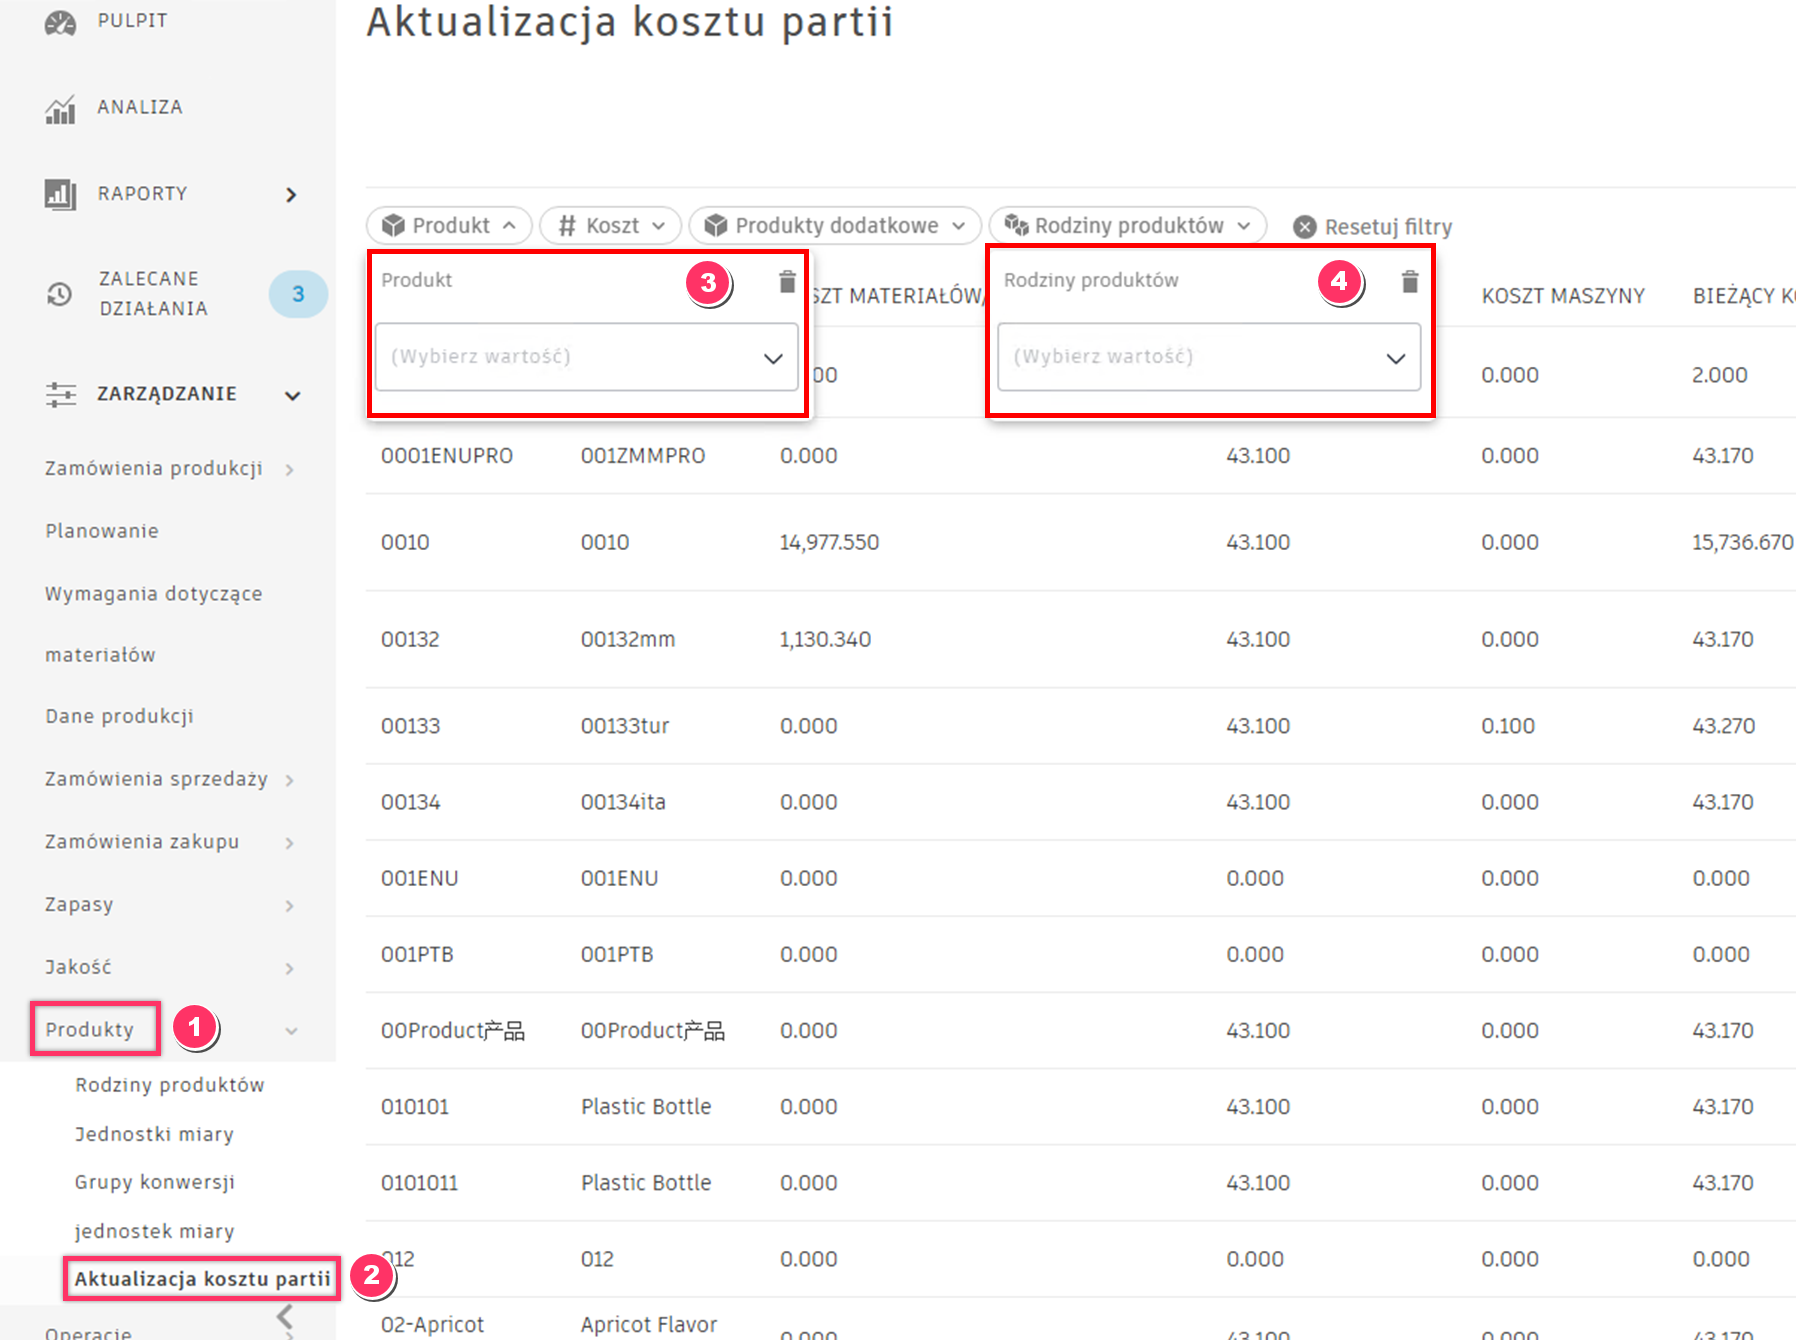 PULPIT
ANALIZA
RAPORTY
ZALECANE
DZIAŁANIA
3
ZARZĄDZANIE
Zamówienia produkcji
Planowanie
Wymagania dotyczące
materiałów
Dane produkcji
Zamówienia sprzedaży
Zamówienia zakupu
Zapasy
Jakość
Produkty
1
Rodziny produktów
Jednostki miary
Grupy konwersji
jednostek miary
Aktualizacja kosztu partii
2
Operacje
Aktualizacja kosztu partii
Produkt # Koszt Produkty dodatkowe Rodziny produktów Resetuj filtry
Produkt 3
(Wybierz wartość)
Rodziny produktów 4
(Wybierz wartość)
MATERIAŁÓW/ KOSZT MASZYNY BIEŻĄCY
0.000 2.000
0001ENUPRO 001ZMMPRO 0.000 43.100 0.000 43.170
0010 0010 14,977.550 43.100 0.000 15,736.670
00132 00132mm 1,130.340 43.100 0.000 43.170
00133 00133tur 0.000 43.100 0.100 43.270
00134 00134ita 0.000 43.100 0.000 43.170
001ENU 001ENU 0.000 0.000 0.000 0.000
001PTB 001PTB 0.000 0.000 0.000 0.000
00Product产品 00Product产品 0.000 43.100 0.000 43.170
010101 Plastic Bottle 0.000 43.100 0.000 43.170
0101011 Plastic Bottle 0.000 43.100 0.000 43.170
012 012 0.000 0.000 0.000 0.000
02-Apricot Apricot Flavor 0.000 43.100 0.000 43.170